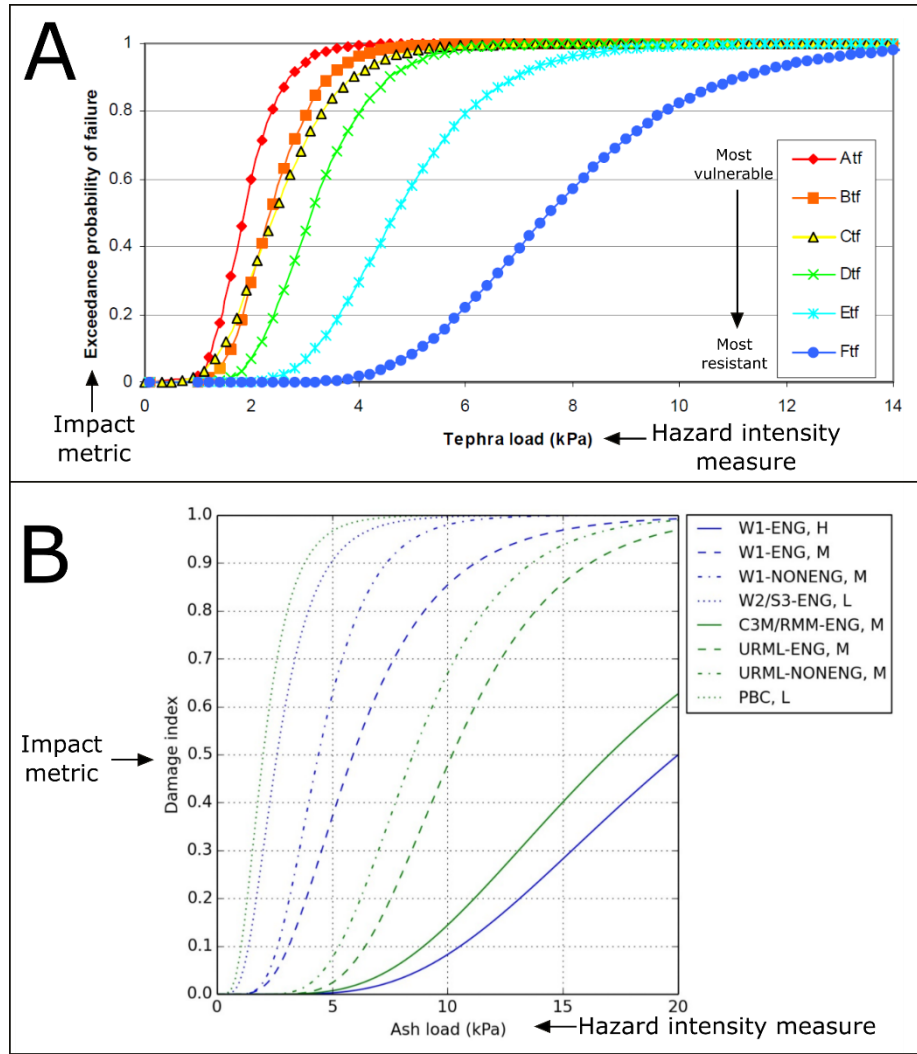 A
Exceedance probability of failure
1
0.8
0.6
0.4
0.2
0
0 2 4 6 8 10 12 14
Most
vulnerable
Most
resistant
Atf
Btf
Ctf
Dtf
Etf
Ftf
Impact
metric
Tephra load (kPa)
Hazard intensity
measure
B
Impact
metric
Damage index
1.0
0.9
0.8
0.7
0.6
0.5
0.4
0.3
0.2
0.1
0.0
0 5 10 15 20
W1-ENG, H
W1-ENG, M
W1-NONENG, M
W2/S3-ENG, L
C3M/RMM-ENG, M
URML-ENG, M
URML-NONENG, M
PBC, L
Ash load (kPa)
Hazard intensity measure